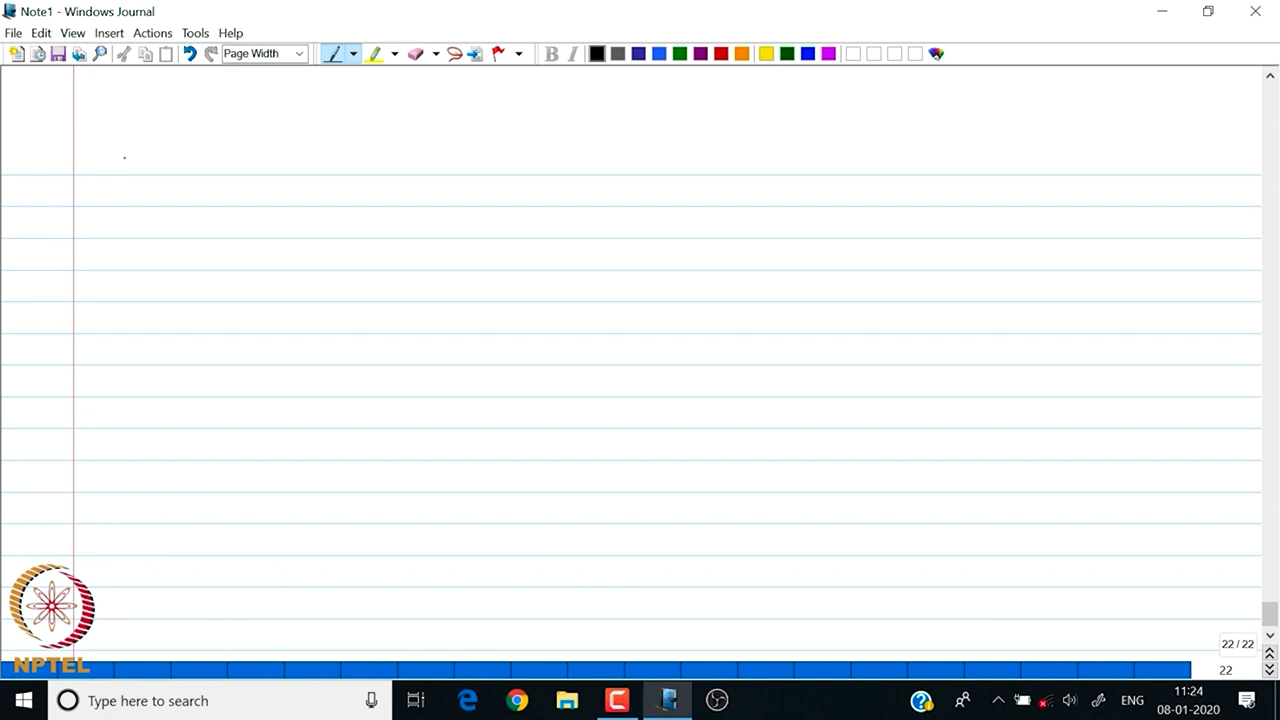 Note1 - Windows Journal
File Edit View Insert Actions Tools Help
Page Width B I
22 / 22
NPTEL
22
Type here to search
ENG
11:24
08-01-2020